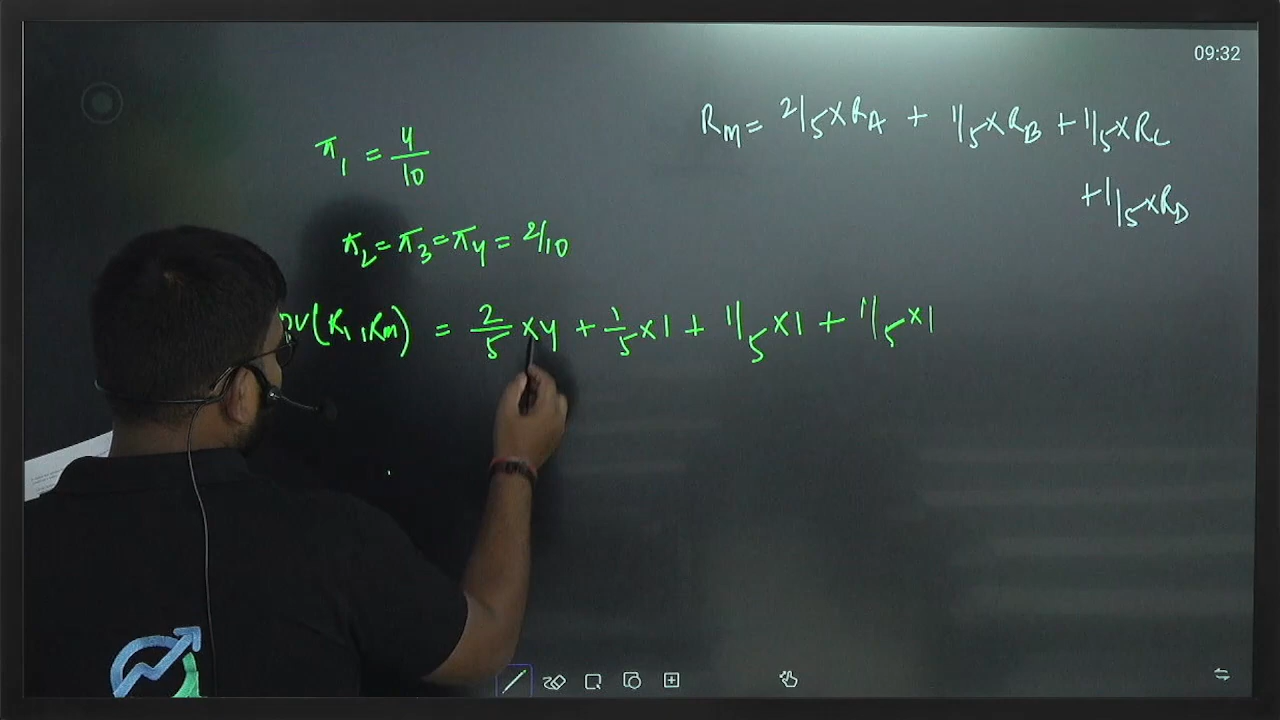 09:32
R_M = 2/5 × R_A + 1/5 × R_B + 1/5 × R_C
+ 1/5 × R_D
π_1 = 4/10
π_2 = π_3 = π_4 = 2/10
ov(R_1, R_M) = 2/5 × 4 + 1/5 × 1 + 1/5 × 1 + 1/5 × 1